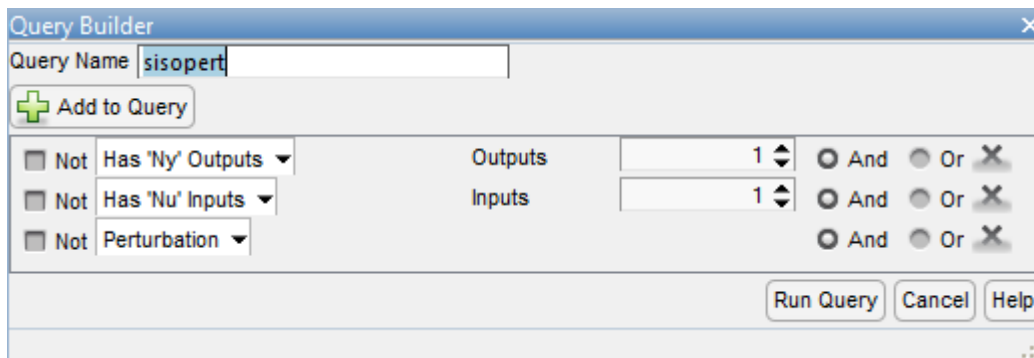 Query Builder
Query Name sisopert
Add to Query
Not Has 'Ny' Outputs Outputs 1 And Or
Not Has 'Nu' Inputs Inputs 1 And Or
Not Perturbation And Or
Run Query Cancel Help